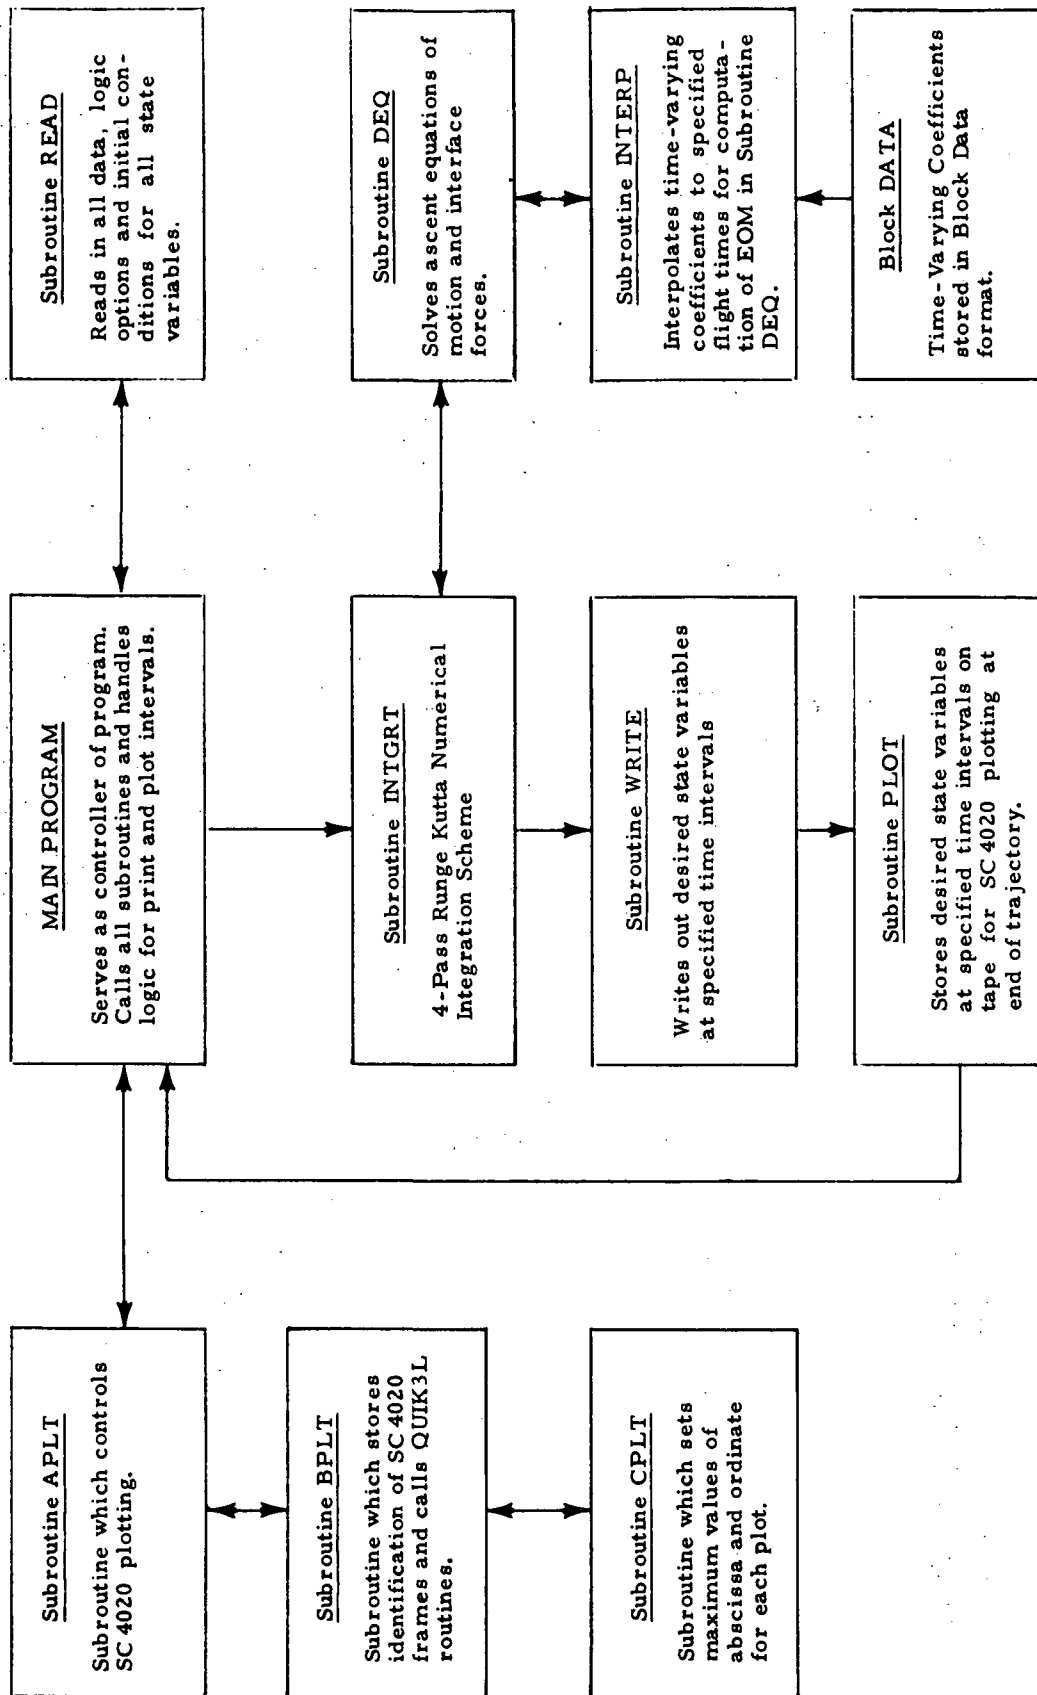 Subroutine APLT
Subroutine which controls
SC 4020 plotting.
Subroutine BPLT
Subroutine which stores
identification of SC 4020
frames and calls QUIK3L
routines.
Subroutine CPLT
Subroutine which sets
maximum values of
abscissa and ordinate
for each plot.
MAIN PROGRAM
Serves as controller of program.
Calls all subroutines and handles
logic for print and plot intervals.
Subroutine INTGRT
4-Pass Runge Kutta Numerical
Integration Scheme
Subroutine WRITE
Writes out desired state variables
at specified time intervals
Subroutine PLOT
Stores desired state variables
at specified time intervals on
tape for SC 4020 plotting at
end of trajectory.
Subroutine READ
Reads in all data, logic
options and initial con-
ditions for all state
variables.
Subroutine DEQ
Solves ascent equations of
motion and interface
forces.
Subroutine INTERP
Interpolates time-varying
coefficients to specified
flight times for computa-
tion of EOM in Subroutine
DEQ.
Block DATA
Time-Varying Coefficients
stored in Block Data
format.